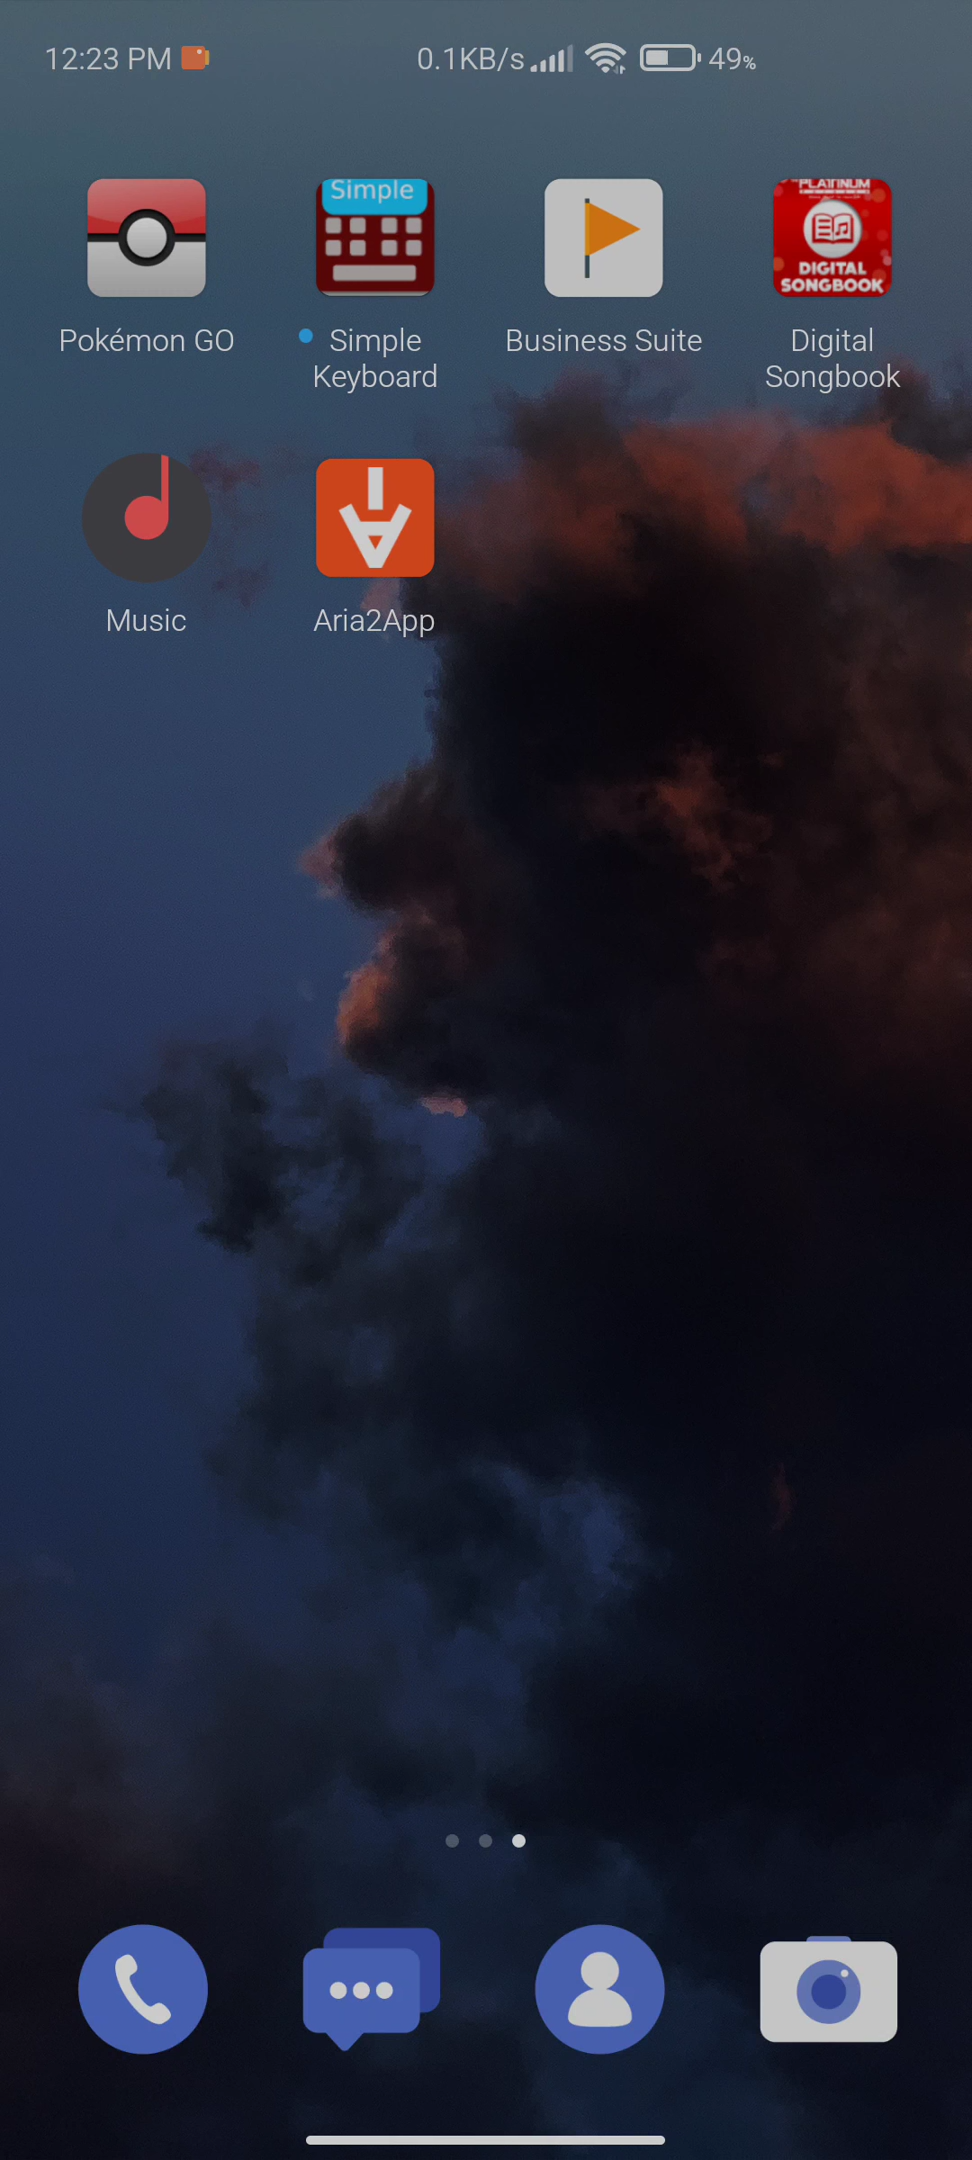 12:23 PM 0.1KB/s 49%
Simple
PLATINUM
DIGITAL
SONGBOOK
Pokémon GO Simple Keyboard Business Suite Digital Songbook
Music Aria2App